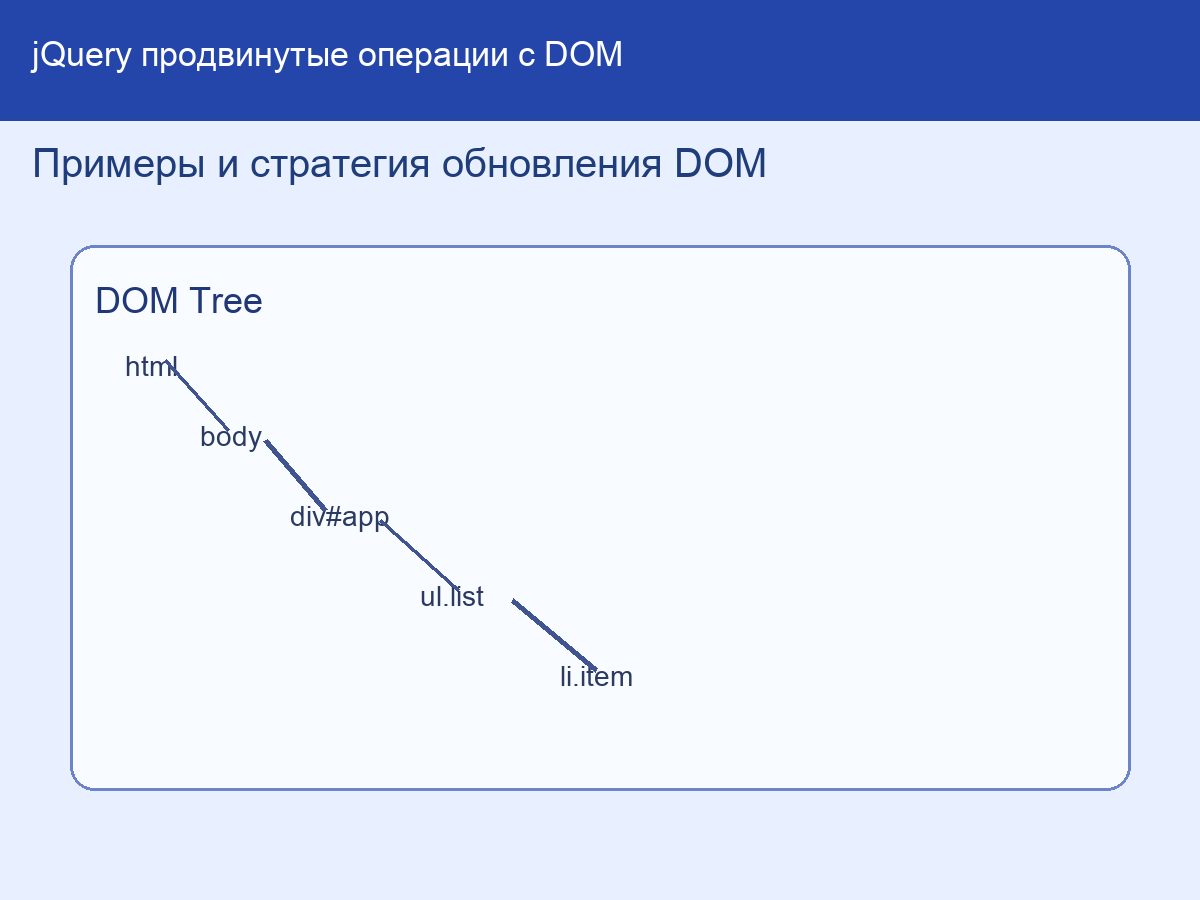 jQuery продвинутые операции с DOM
Примеры и стратегия обновления DOM
DOM Tree
html
body
div#app
ul.list
li.item